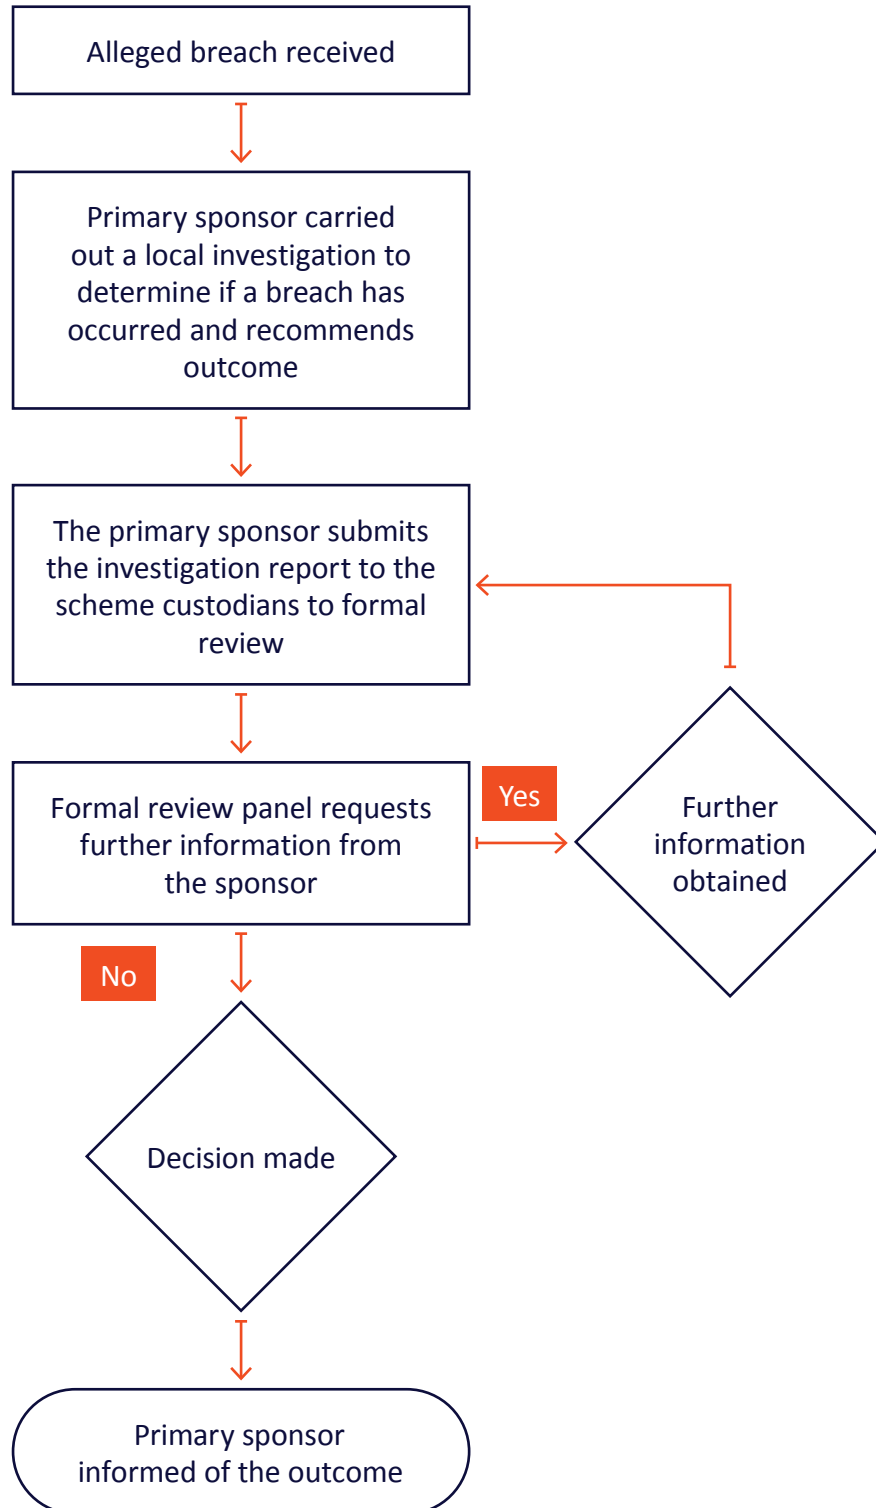 Alleged breach received
Primary sponsor carried
out a local investigation to
determine if a breach has
occurred and recommends
outcome
The primary sponsor submits
the investigation report to the
scheme custodians to formal
review
Formal review panel requests
further information from
the sponsor
Yes
Further
information
obtained
No
Decision made
Primary sponsor
informed of the outcome